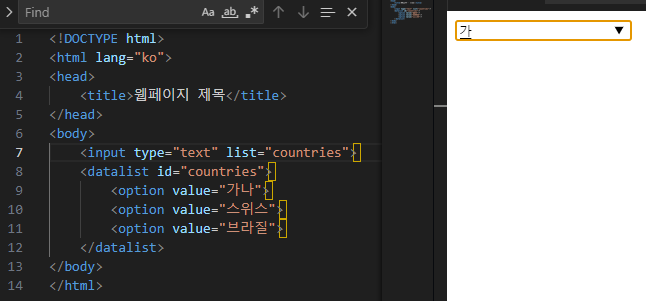 Find
Aa ab .*
1 <!DOCTYPE html>
2 <html lang="ko">
3 <head>
4 <title>웹페이지 제목</title>
5 </head>
6 <body>
7 <input type="text" list="countries">
8 <datalist id="countries">
9 <option value="가나">
10 <option value="스위스">
11 <option value="브라질">
12 </datalist>
13 </body>
14 </html>
가